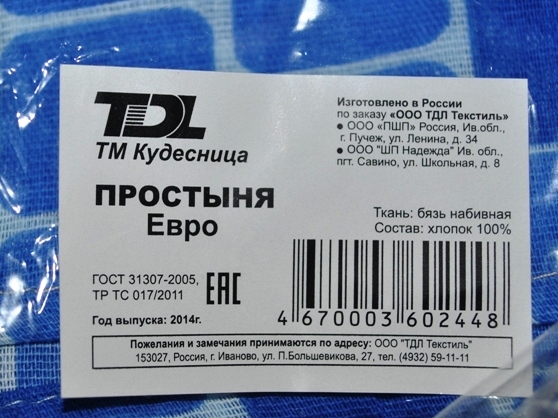 TDL
ТМ Кудесница
ПРОСТЫНЯ
Евро
Изготовлено в России
по заказу «ООО ТДЛ Текстиль»
● ООО «ПШП» Россия, Ив.обл.,
г. Пучеж, ул. Ленина, д. 34
● ООО "ШП Надежда" Ив. обл.,
пгт. Савино, ул. Школьная, д. 8
Ткань: бязь набивная
Состав: хлопок 100%
ГОСТ 31307-2005,
ТР ТС 017/2011
EAC
Год выпуска: 2014г.
4 670003 602448
Пожелания и замечания принимаются по адресу: ООО "ТДЛ Текстиль"
153027, Россия, г. Иваново, ул. П.Большевикова, 27, тел. (4932) 59-11-11